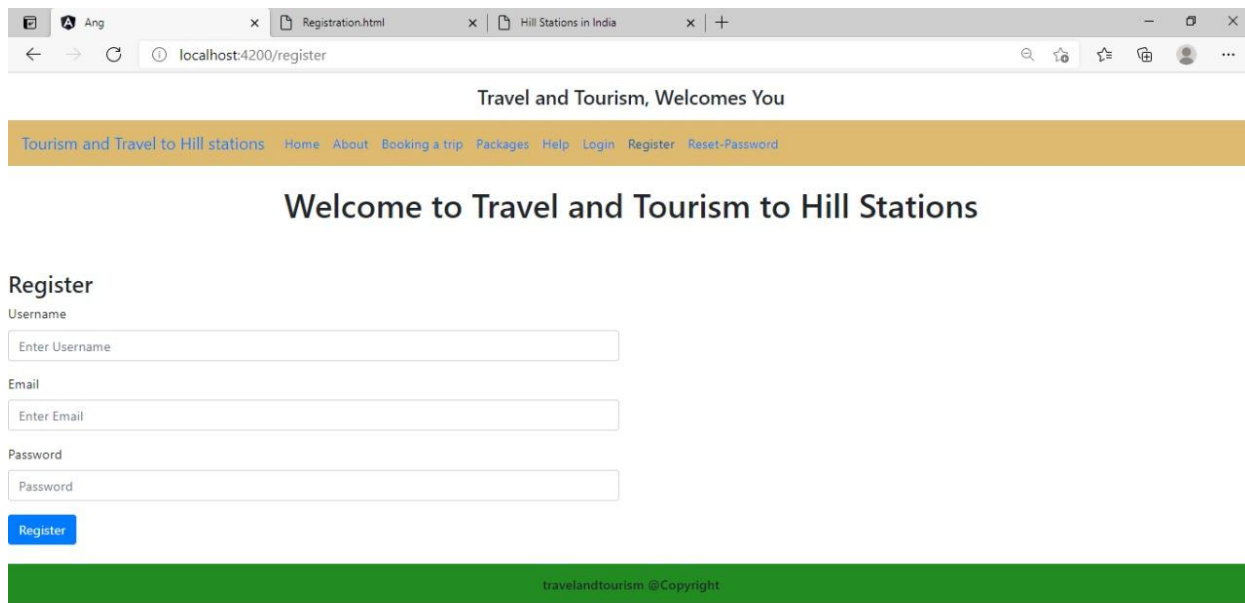 Ang
Registration.html
Hill Stations in India
localhost:4200/register
Travel and Tourism, Welcomes You
Tourism and Travel to Hill stations Home About Booking a trip Packages Help Login Register Reset-Password
Welcome to Travel and Tourism to Hill Stations
Register
Username
Enter Username
Email
Enter Email
Password
Password
Register
travelandtourism @Copyright